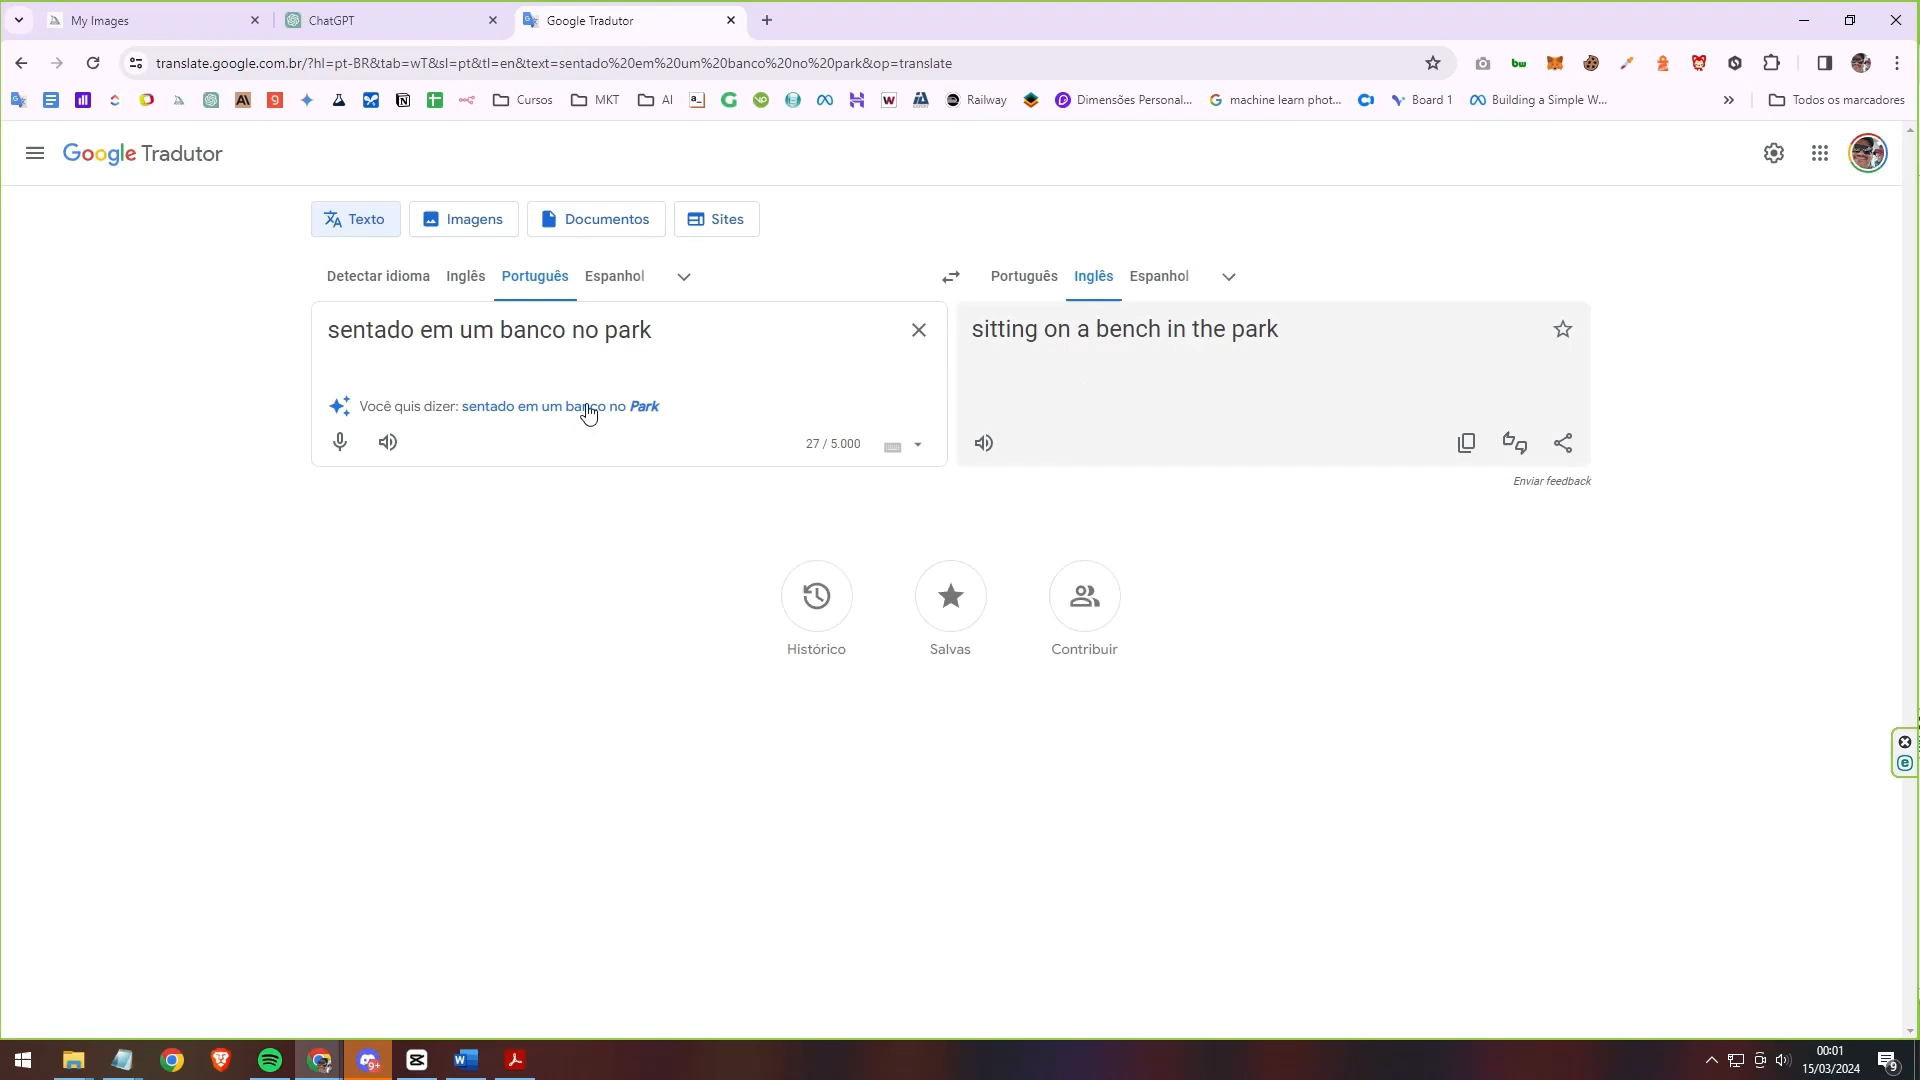 My Images
ChatGPT
Google Tradutor
translate.google.com.br/?hl=pt-BR&tab=wT&sl=pt&tl=en&text=sentado%20em%20um%20banco%20no%20park&op=translate
Cursos
MKT
AI
Railway
Dimensões Personal...
machine learn phot...
Board 1
Building a Simple W...
Todos os marcadores
Google Tradutor
Texto
Imagens
Documentos
Sites
Detectar idioma
Inglês
Português
Espanhol
Português
Inglês
Espanhol
sentado em um banco no park
sitting on a bench in the park
Você quis dizer: sentado em um banco no Park
27 / 5.000
Enviar feedback
Histórico
Salvas
Contribuir
00:01
15/03/2024
9